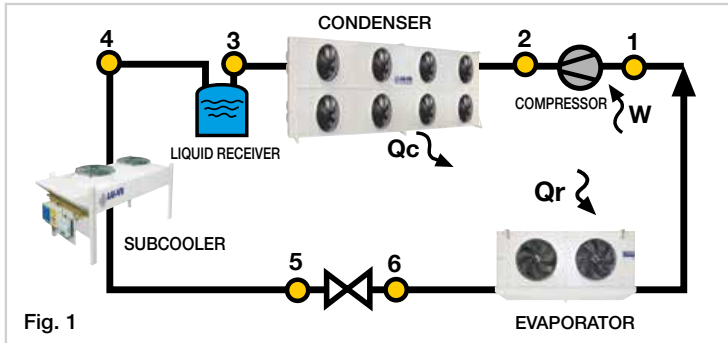 CONDENSER
4
3
2
1
COMPRESSOR
W
LIQUID RECEIVER
Qc
Qr
SUBCOOLER
5
6
Fig. 1
EVAPORATOR